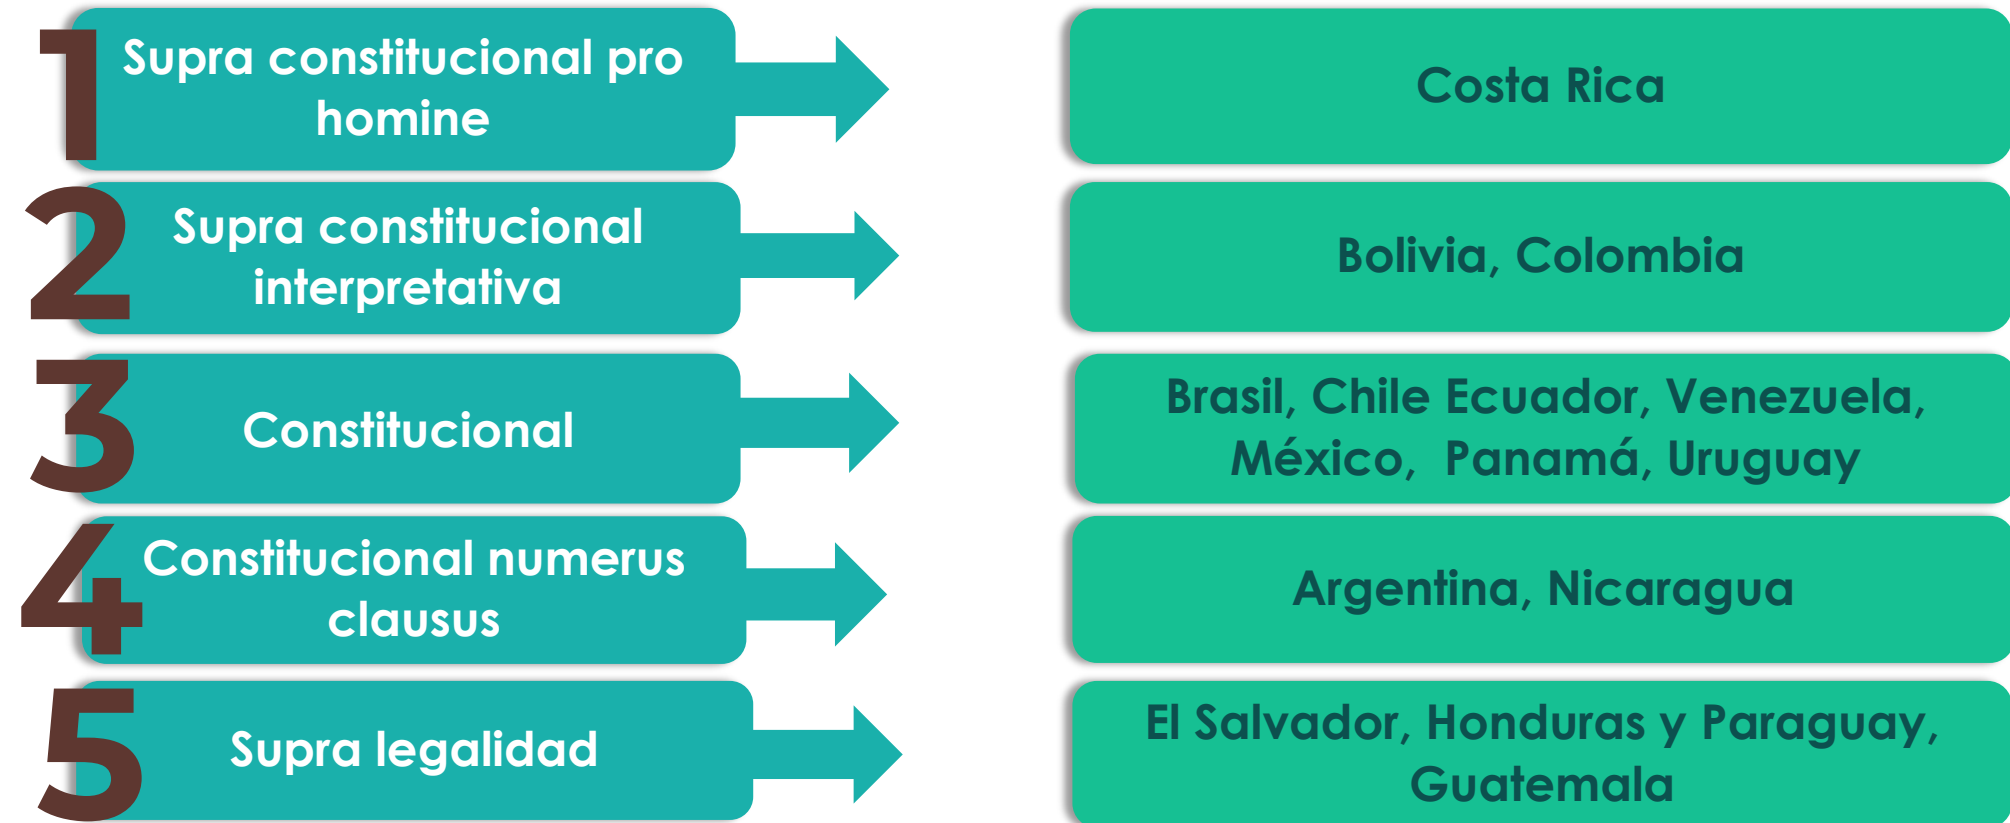 1
Supra constitucional pro
homine
Costa Rica
2
Supra constitucional
interpretativa
Bolivia, Colombia
3
Constitucional
Brasil, Chile Ecuador, Venezuela,
México,  Panamá, Uruguay
4
Constitucional numerus
clausus
Argentina, Nicaragua
5
Supra legalidad
El Salvador, Honduras y Paraguay,
Guatemala